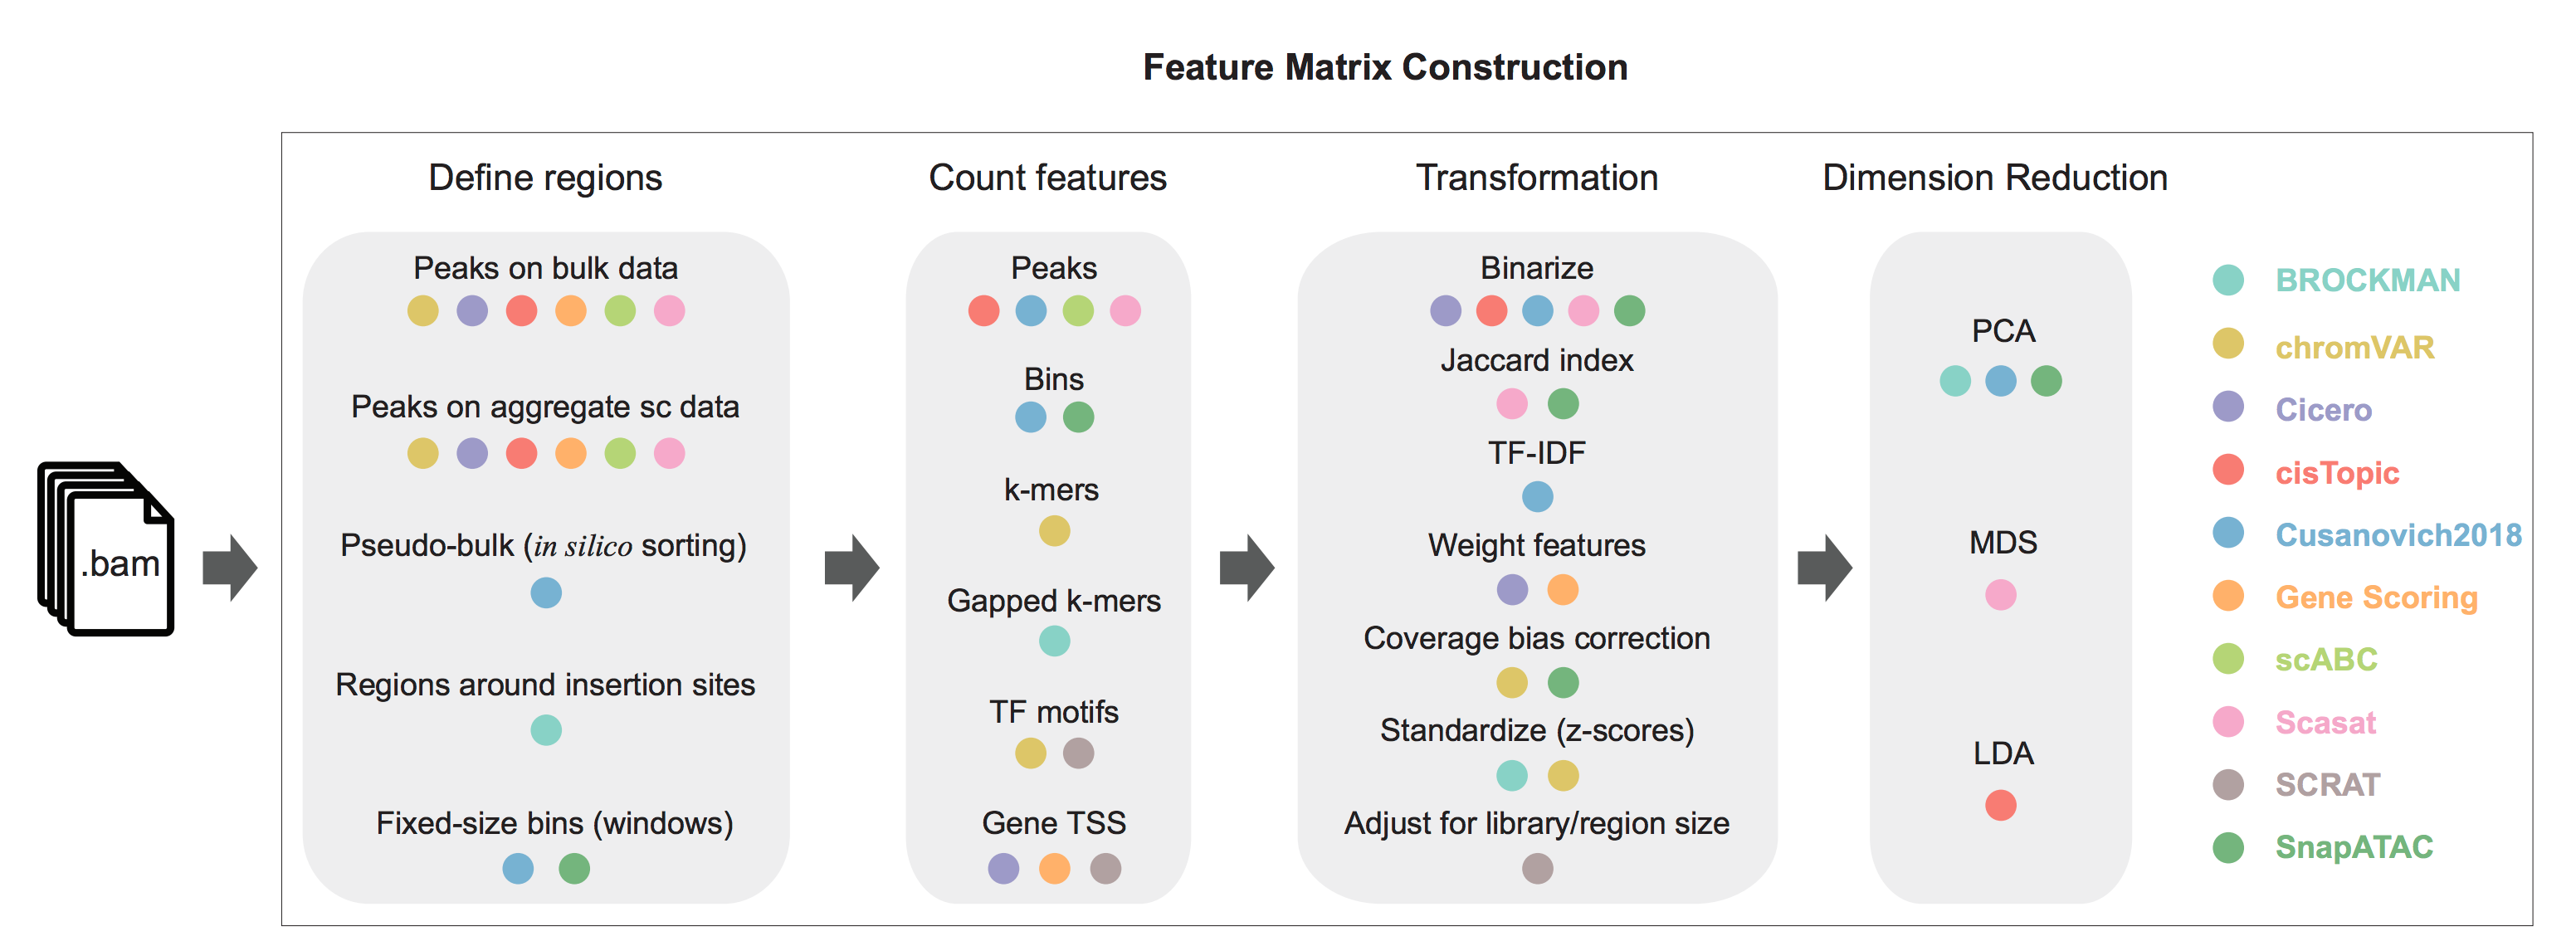 Feature Matrix Construction
.bam
Define regions
Peaks on bulk data
Peaks on aggregate sc data
Pseudo-bulk (in silico sorting)
Regions around insertion sites
Fixed-size bins (windows)
Count features
Peaks
Bins
k-mers
Gapped k-mers
TF motifs
Gene TSS
Transformation
Binarize
Jaccard index
TF-IDF
Weight features
Coverage bias correction
Standardize (z-scores)
Adjust for library/region size
Dimension Reduction
PCA
MDS
LDA
BROCKMAN
chromVAR
Cicero
cisTopic
Cusanovich2018
Gene Scoring
scABC
Scasat
SCRAT
SnapATAC